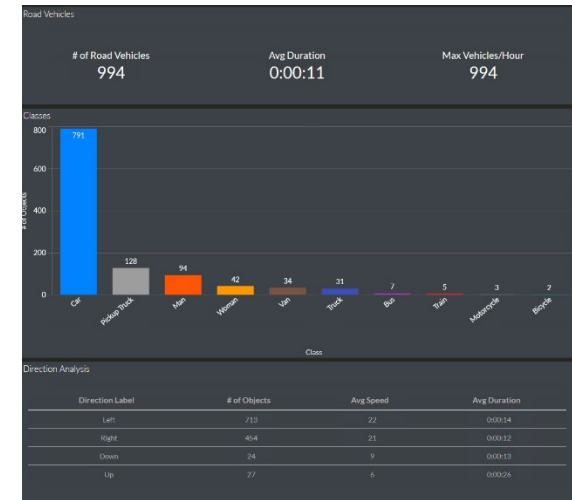 Road Vehicles
# of Road Vehicles Avg Duration Max Vehicles/Hour
994 0:00:11 994
Classes
800
600
400
200
0
# of Objects
791 128 94 42 34 31 7 5 3 2
Car Pickup Truck Man Woman Van Truck Bus Train Motorcycle Bicycle
Class
Direction Analysis
Direction Label # of Objects Avg Speed Avg Duration
Left 713 22 0:00:14
Right 454 21 0:00:12
Down 24 9 0:00:13
Up 27 6 0:00:26